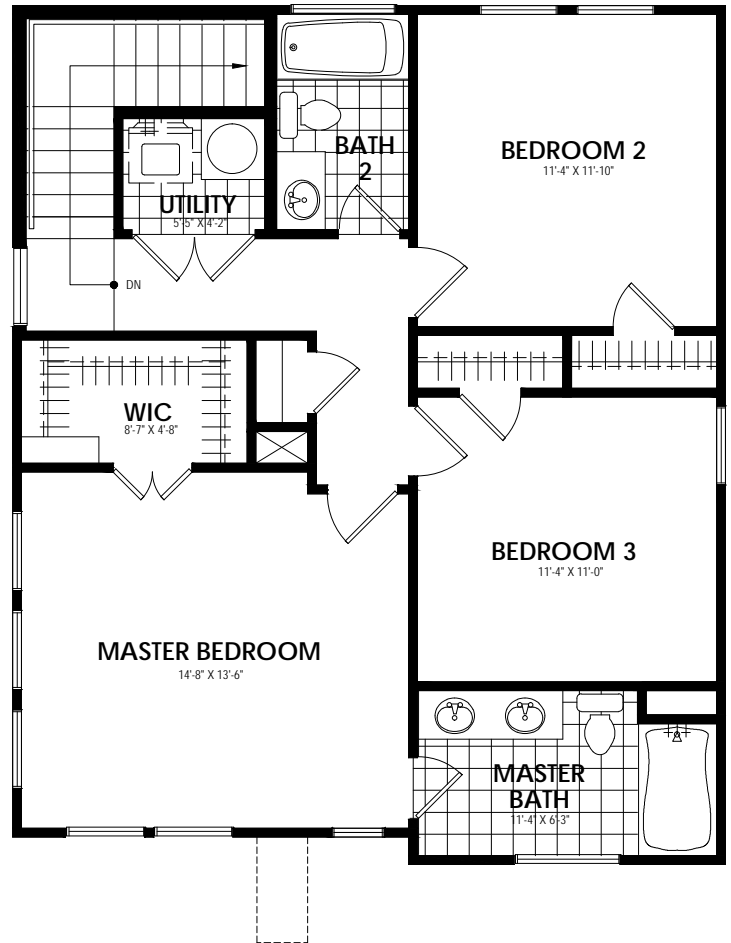 BATH
2
BEDROOM 2
11'-4" X 11'-10"
UTILITY
5'-5" X 4'-2"
DN
WIC
8'-7" X 4'-8"
BEDROOM 3
11'-4" X 11'-0"
MASTER BEDROOM
14'-8" X 13'-6"
MASTER
BATH
11'-4" X 6'-3"